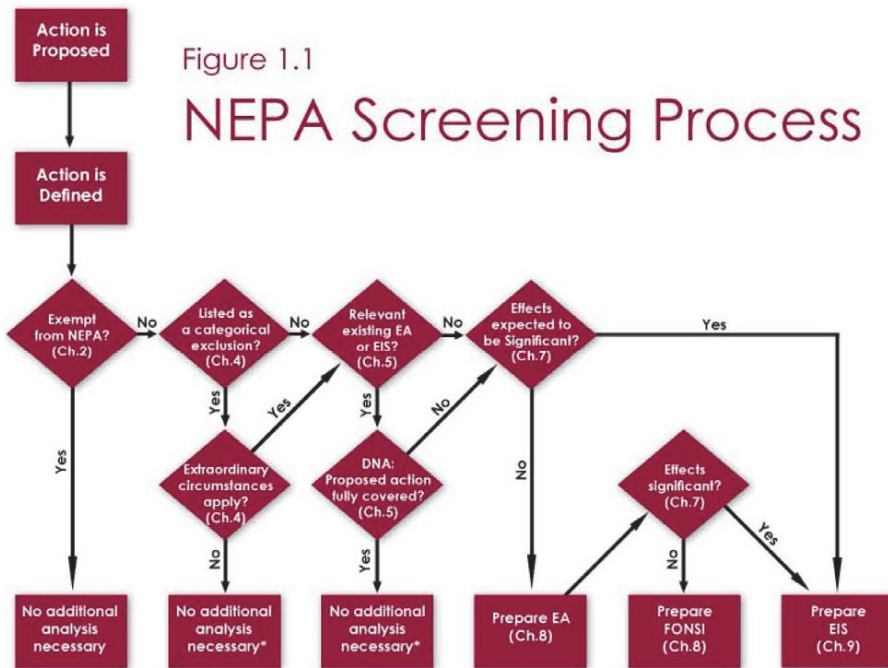 Action is
Proposed
Figure 1.1
NEPA Screening Process
Action is
Defined
Exempt
from NEPA?
(Ch.2)
No
Listed as
a categorical
exclusion?
(Ch.4)
No
Relevant
existing EA
or EIS?
(Ch.5)
No
Effects
expected to
be Significant?
(Ch.7)
Yes
Yes
Yes
Yes
Yes
No
No
Extraordinary
circumstances
apply?
(Ch.4)
DNA:
Proposed action
fully covered?
(Ch.5)
Effects
significant?
(Ch.7)
No
Yes
No
Yes
No additional
analysis
necessary
No additional
analysis
necessary*
No additional
analysis
necessary*
Prepare EA
(Ch.8)
Prepare
FONSI
(Ch.8)
Prepare
EIS
(Ch.9)